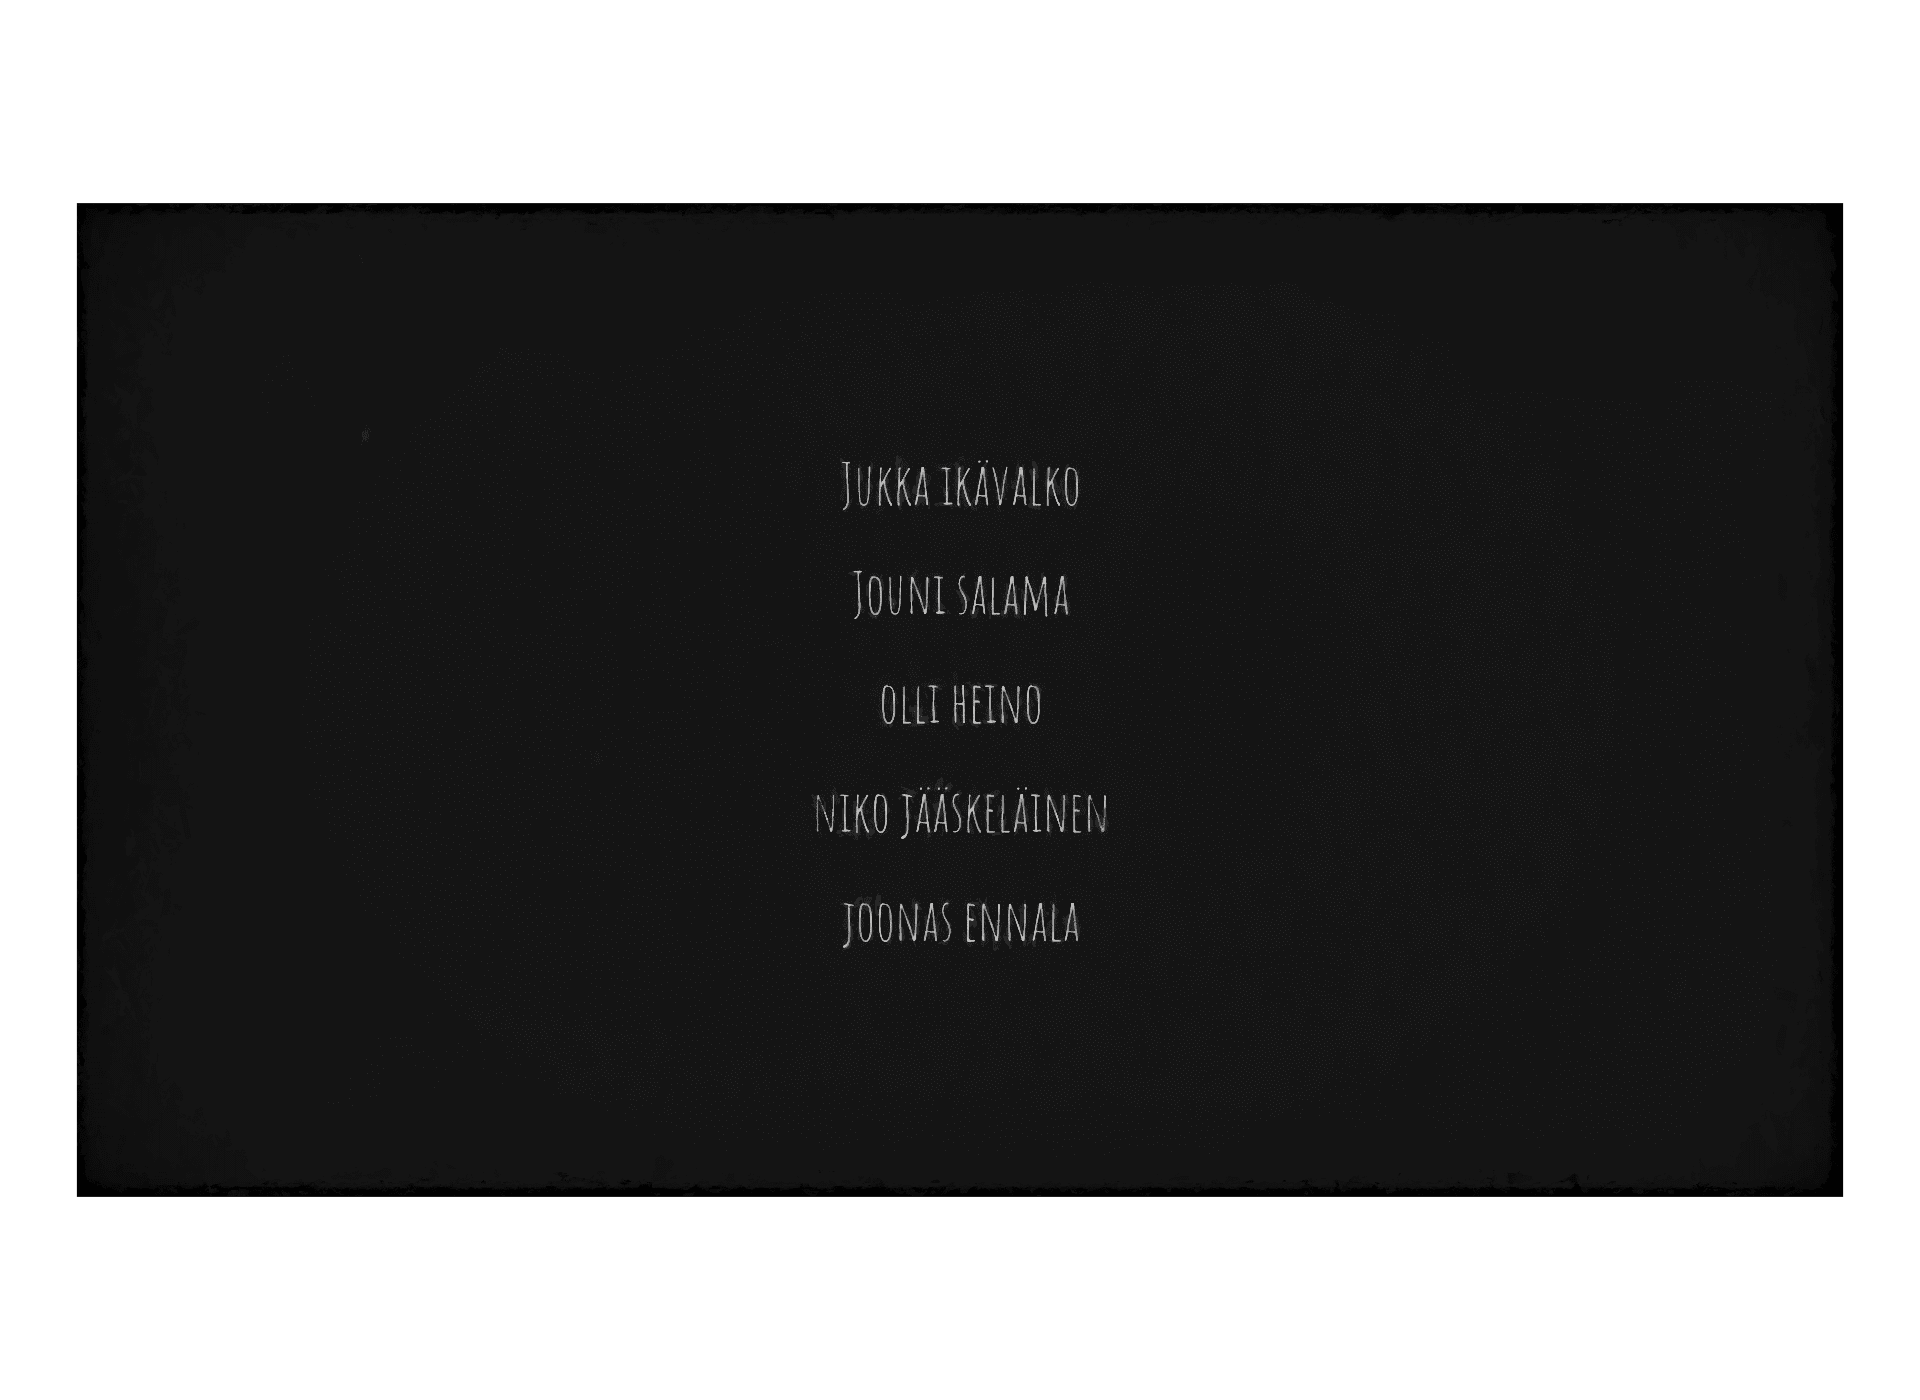 Jukka ikävalko
Jouni salama
olli heino
niko jääskeläinen
joonas ennala